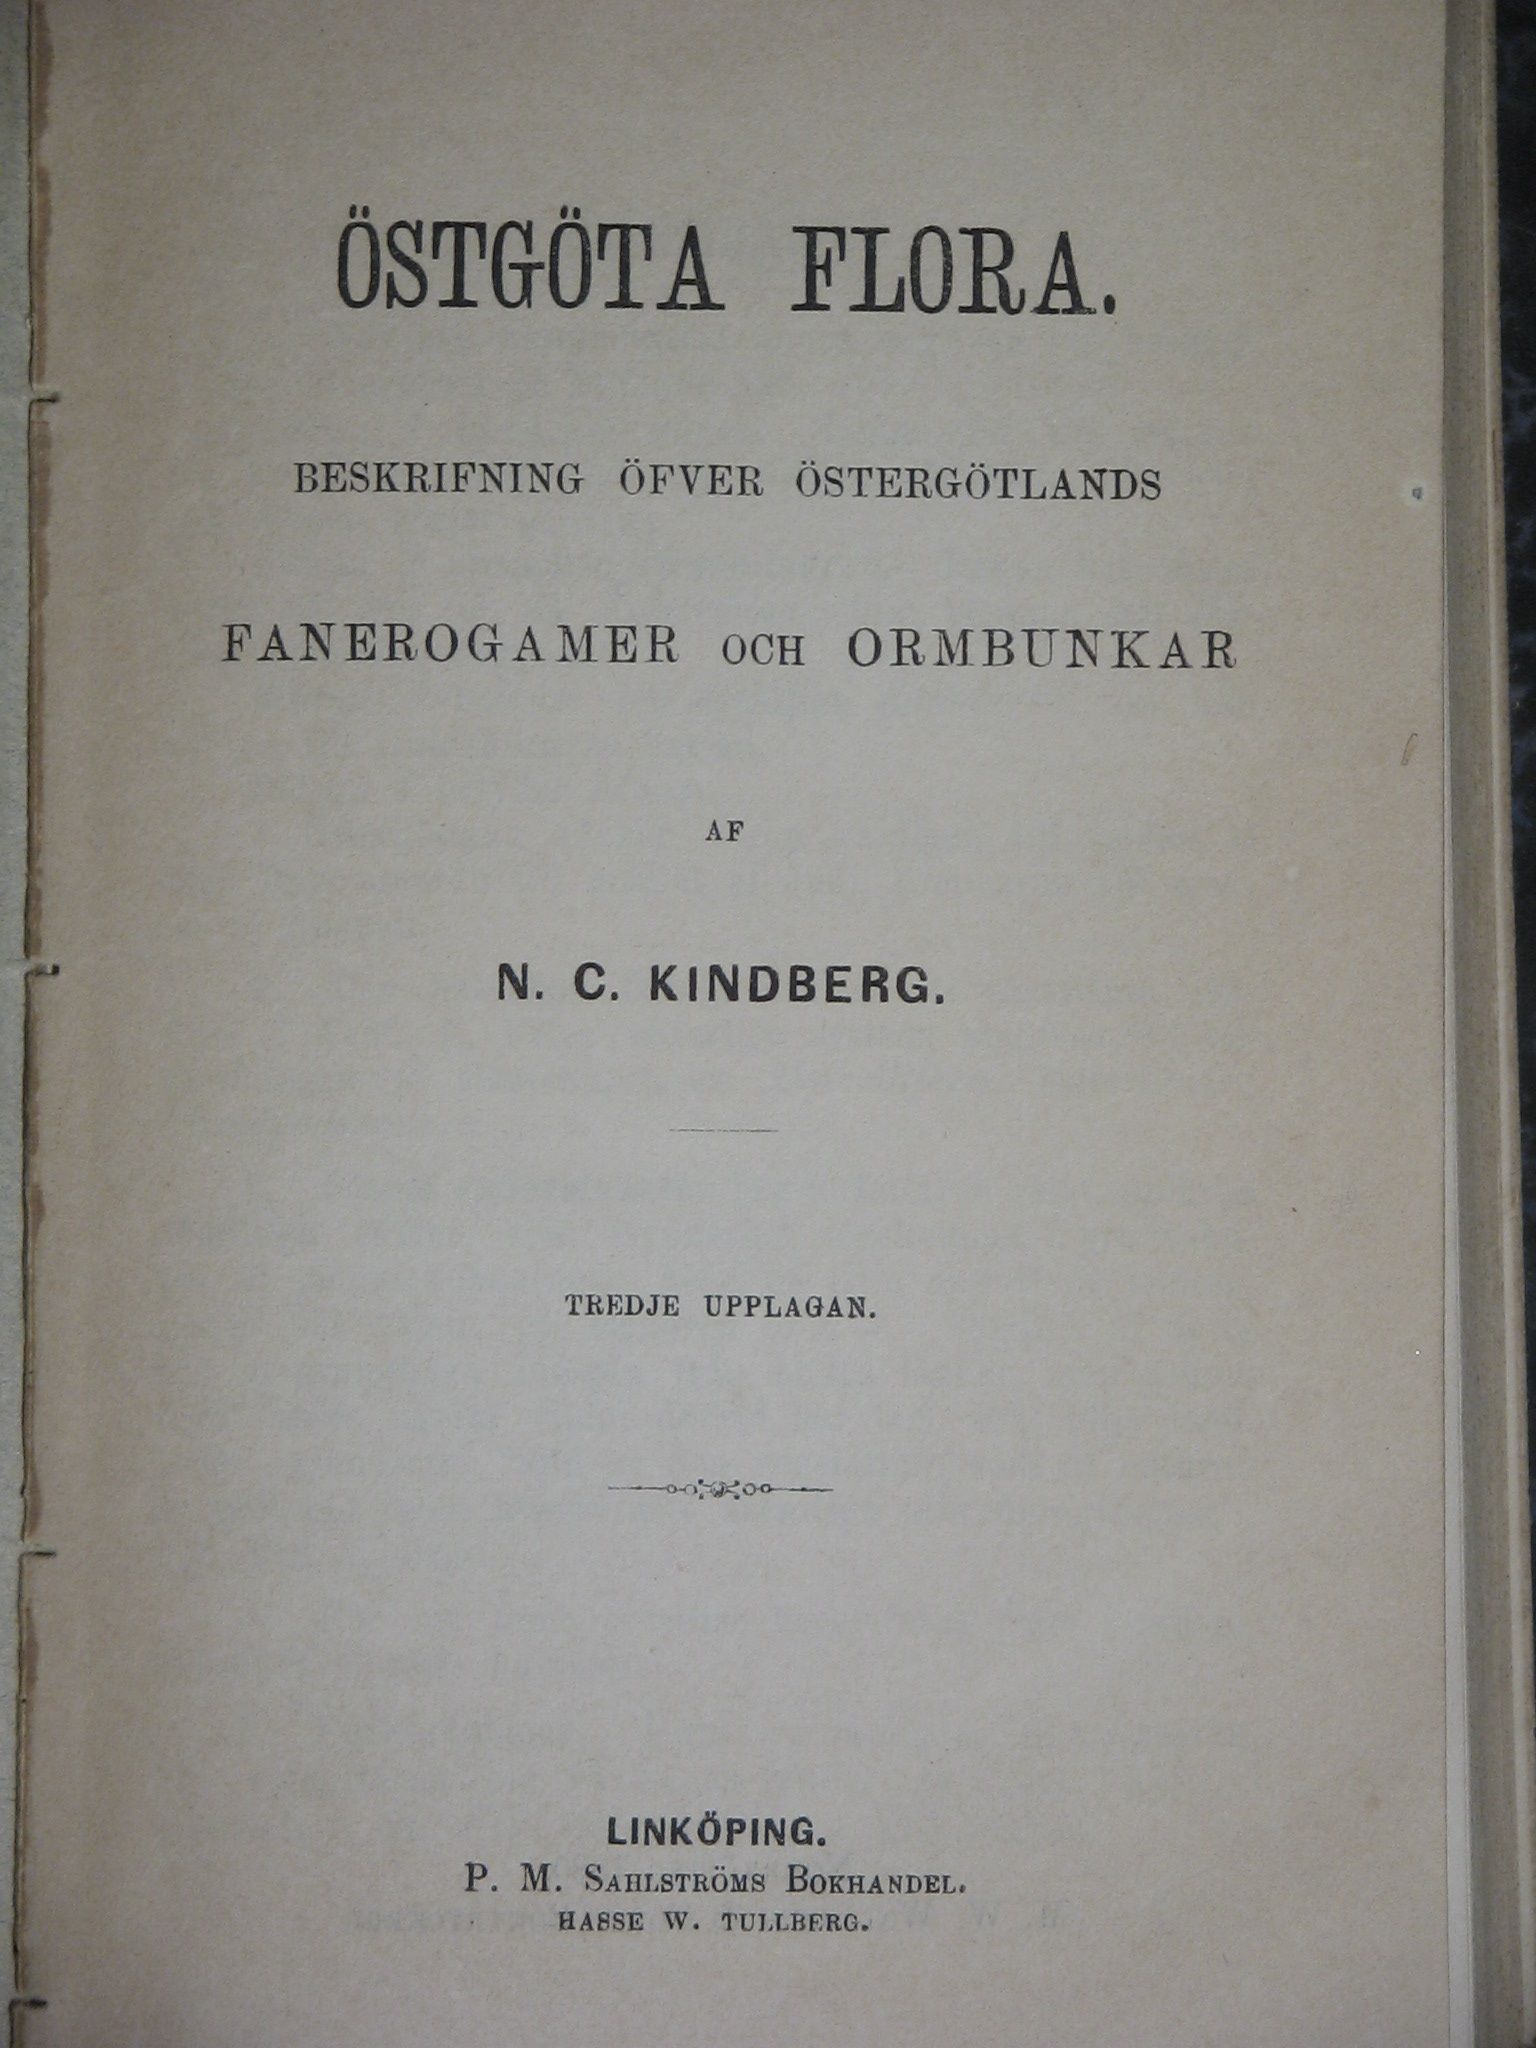 ÖSTGÖTA FLORA.
BESKRIFNING ÖFVER ÖSTERGÖTLANDS
FANEROGAMER OCH ORMBUNKAR
AF
N. C. KINDBERG.
TREDJE UPPLAGAN.
LINKÖPING.
P. M. SAHLSTRÖMS BOKHANDEL.
HASSE W. TULLBERG.